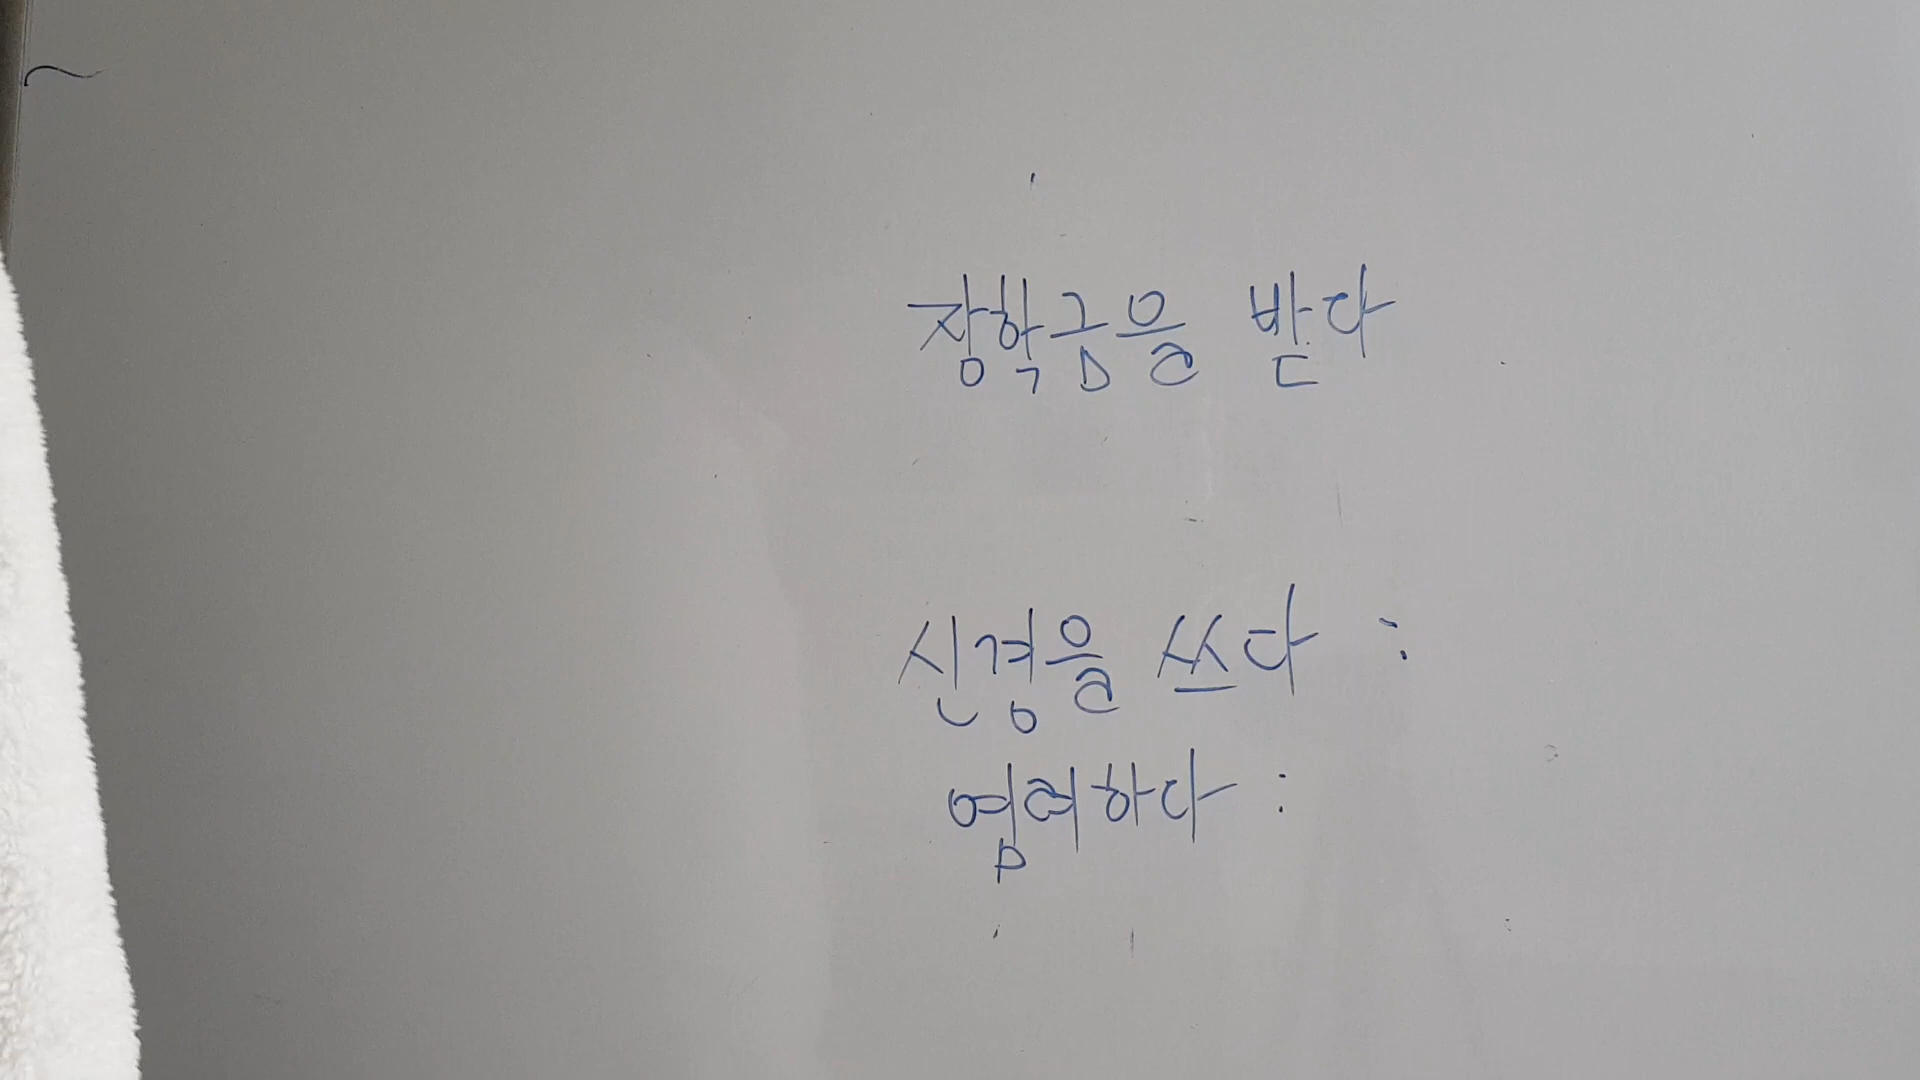 장학금을 받다
신경을 쓰다 :
염려하다 :